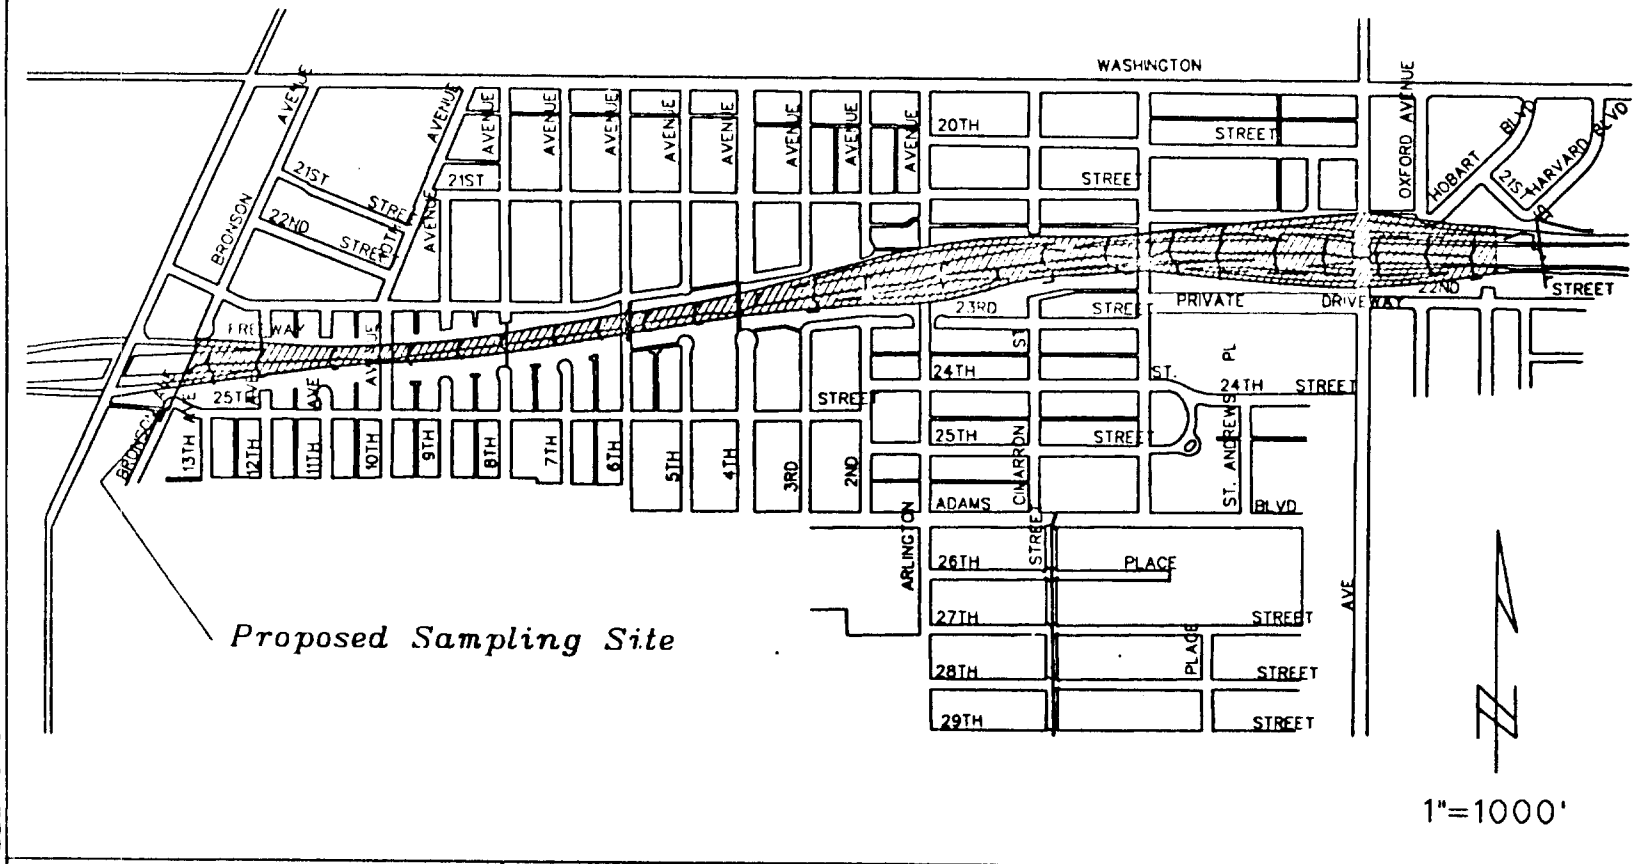 WASHINGTON
AVENUE
AVENUE
AVENUE
AVENUE
AVENUE
AVENUE
AVENUE
AVENUE
AVENUE
OXFORD AVENUE
20TH
STREET
HOBART BLVD
HARVARD BLVD
21ST
21ST
STREET
21ST
STREET
BRONSON
22ND
STREET
10TH
AVENUE
FREEWAY
23RD
ST
STREET
PRIVATE
DRIVEWAY
22ND
STREET
AVENUE
25TH
AVE
AVE
AVE
AVE
BRONSON
STREET
24TH
ST.
24TH
STREET
ST. ANDREWS PL
25TH
STREET
CIMARRON
STREET
13TH
12TH
11TH
10TH
9TH
8TH
7TH
6TH
5TH
4TH
3RD
2ND
ADAMS
BLVD
ARLINGTON
26TH
PLACE
AVE
27TH
STREET
28TH
PLACE
STREET
29TH
STREET
Proposed Sampling Site
N
1"=1000'